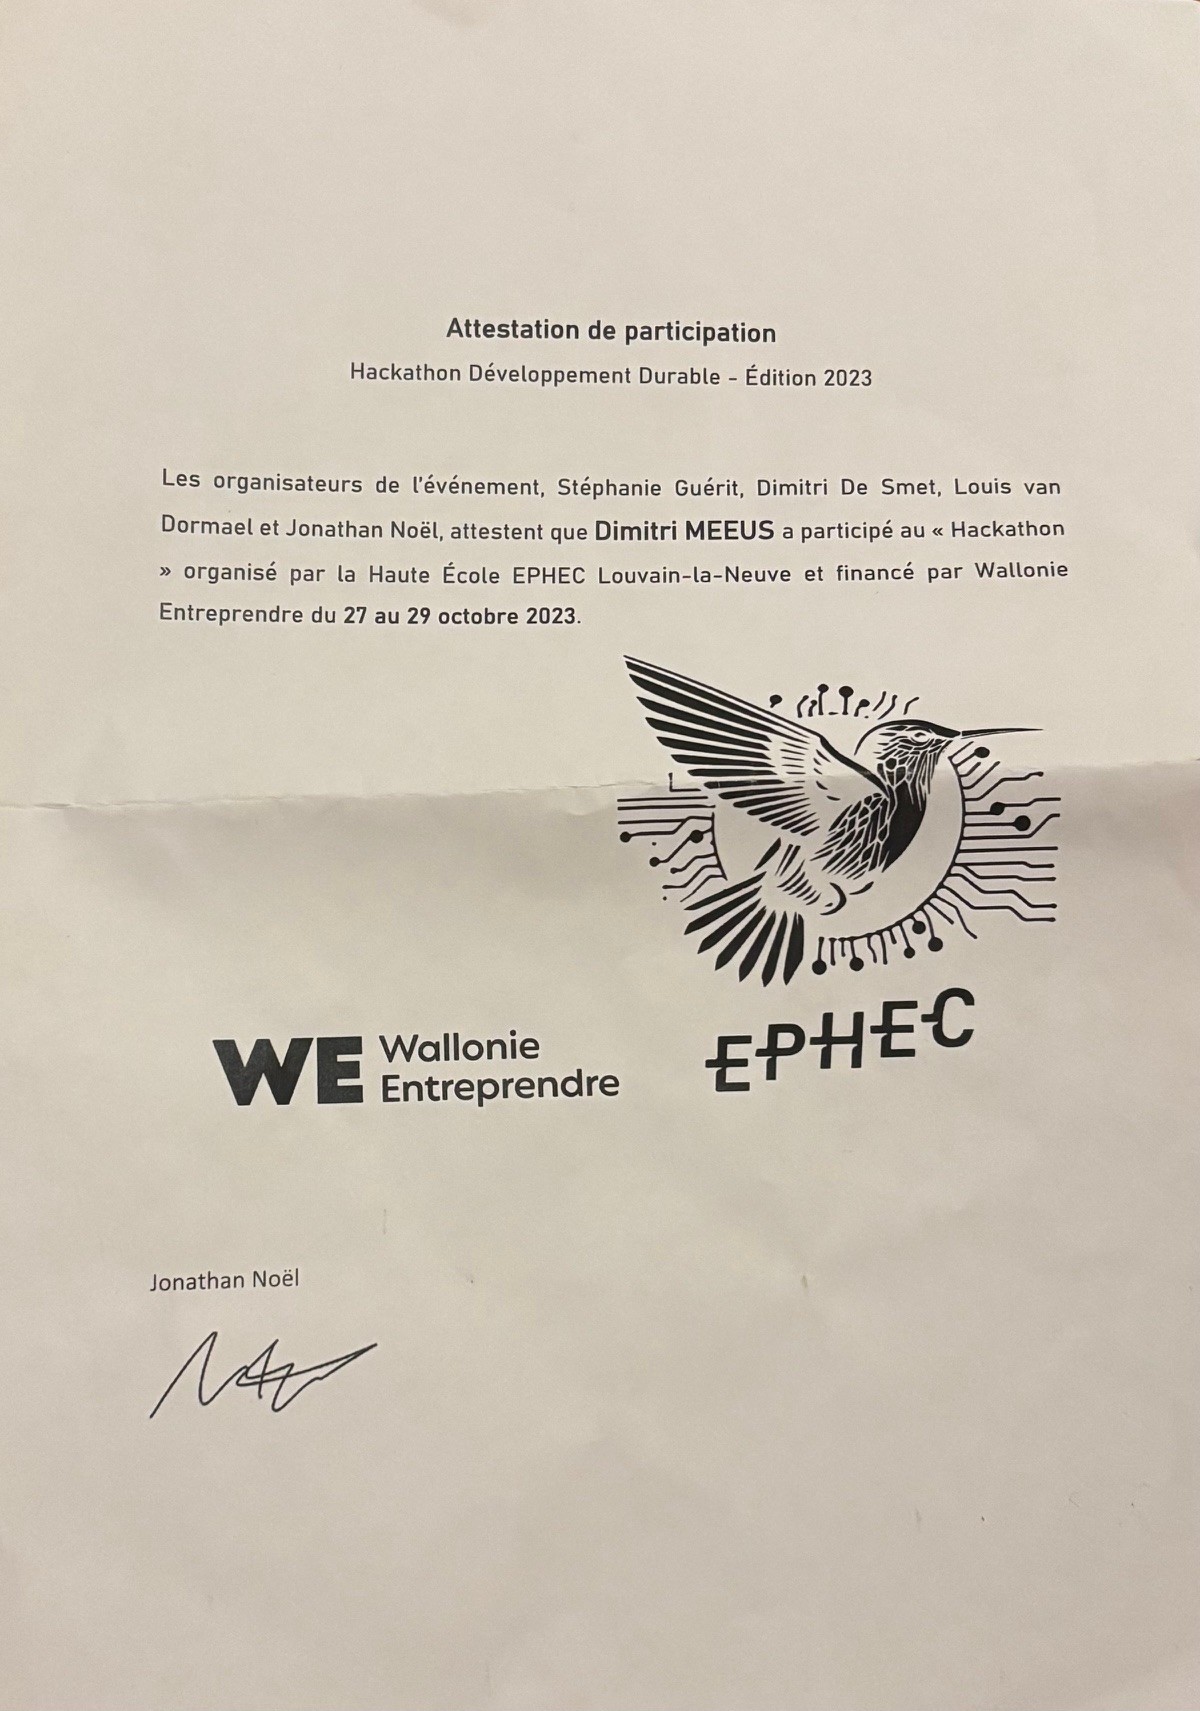 Attestation de participation
Hackathon Développement Durable - Édition 2023
Les organisateurs de l'événement, Stéphanie Guérit, Dimitri De Smet, Louis van
Dormael et Jonathan Noël, attestent que Dimitri MEEUS a participé au « Hackathon
» organisé par la Haute École EPHEC Louvain-la-Neuve et financé par Wallonie
Entreprendre du 27 au 29 octobre 2023.
EPHEC
WE Wallonie
Entreprendre
Jonathan Noël